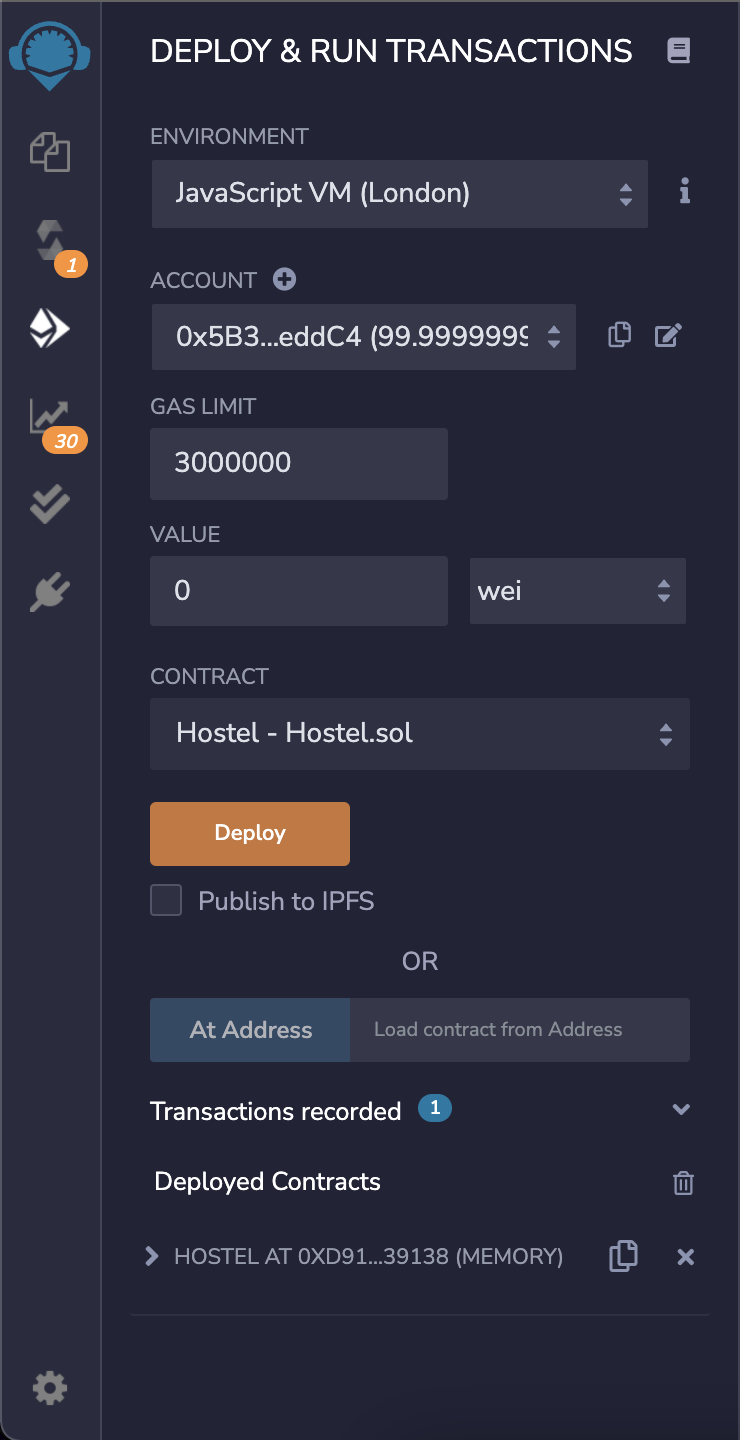 DEPLOY & RUN TRANSACTIONS
ENVIRONMENT
JavaScript VM (London)
1
ACCOUNT
0x5B3...eddC4 (99.9999999
GAS LIMIT
30
3000000
VALUE
0
wei
CONTRACT
Hostel - Hostel.sol
Deploy
Publish to IPFS
OR
At Address
Load contract from Address
Transactions recorded 1
Deployed Contracts
HOSTEL AT 0XD91...39138 (MEMORY)